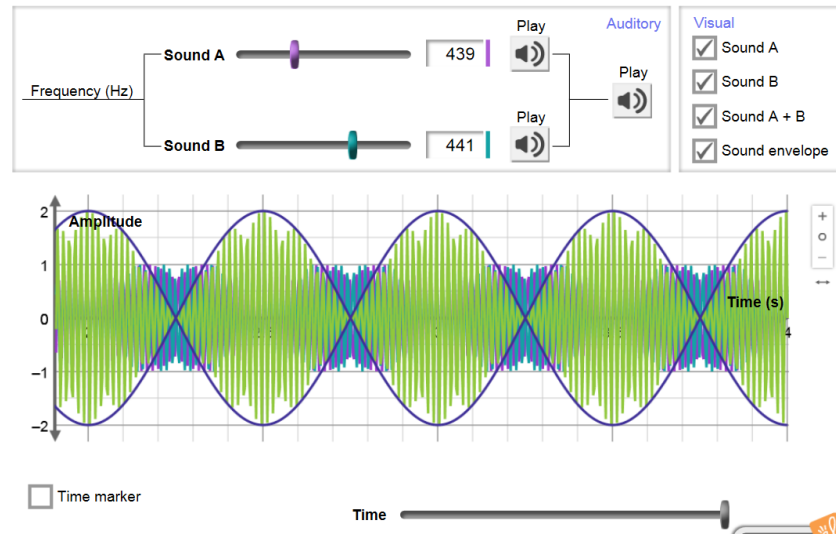 Play
Auditory
Visual
Sound A
439
Sound A
Play
Sound B
Frequency (Hz)
Play
Sound A + B
Sound B
441
Sound envelope
2
Amplitude
1
Time (s)
0
4
–1
–2
Time marker
Time